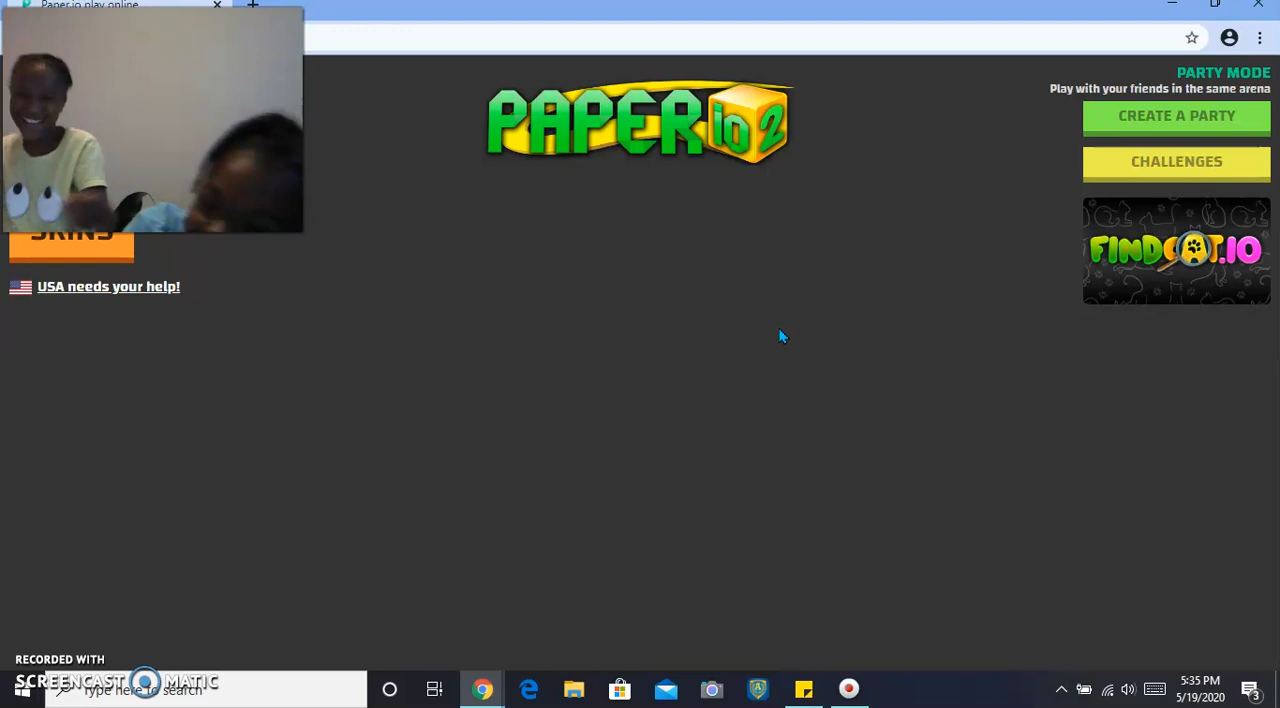 Paper.io play online
PAPER io 2
PARTY MODE
Play with your friends in the same arena
CREATE A PARTY
CHALLENGES
FINDCAT.IO
SKINS
USA needs your help!
RECORDED WITH
SCREENCAST MATIC
Type here to search
5:35 PM
5/19/2020
3